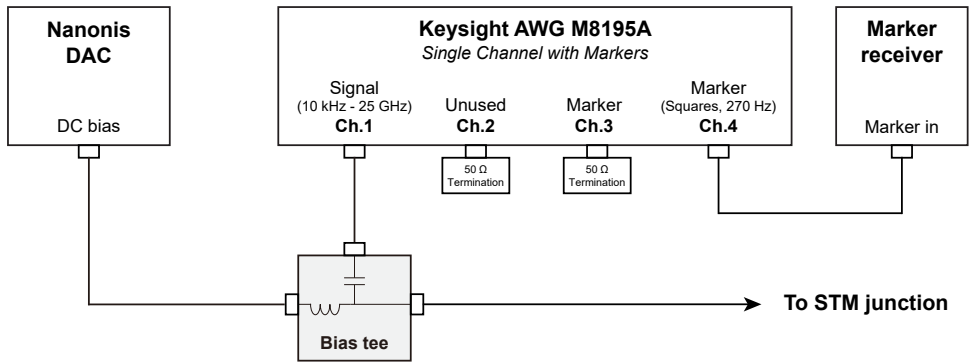 Nanonis
DAC
DC bias
Keysight AWG M8195A
Single Channel with Markers
Signal
(10 kHz - 25 GHz)
Ch.1
Unused
Ch.2
Marker
Ch.3
Marker
(Squares, 270 Hz)
Ch.4
50 Ω
Termination
50 Ω
Termination
Marker
receiver
Marker in
Bias tee
To STM junction